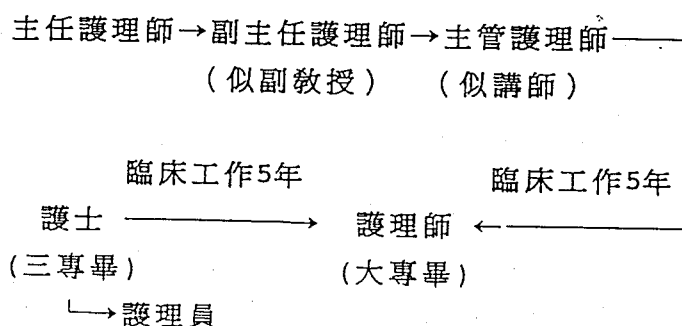 主任護理師→副主任護理師→主管護理師
(似副教授) (似講師)
臨床工作5年 臨床工作5年
護士 → 護理師 ←
(三專畢) (大專畢)
→護理員